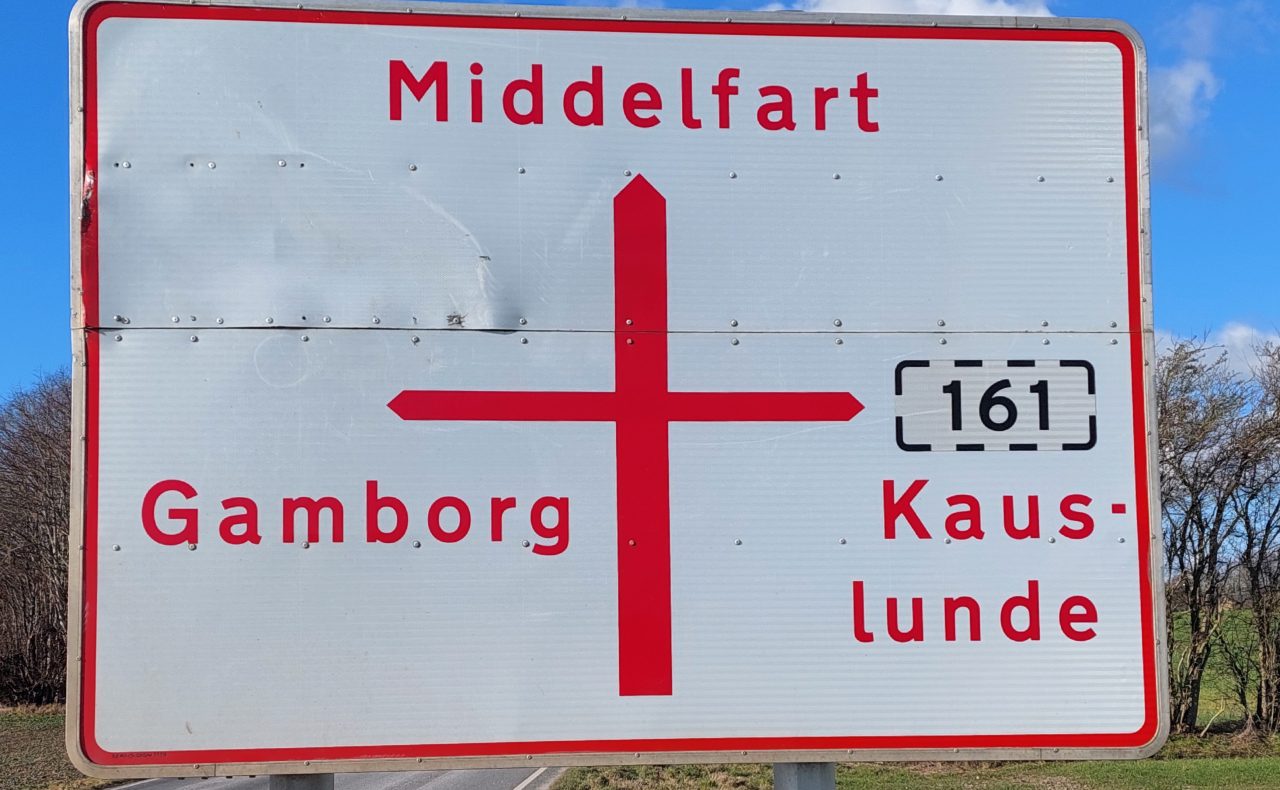 Middelfart
161
Gamborg Kaus-
lunde